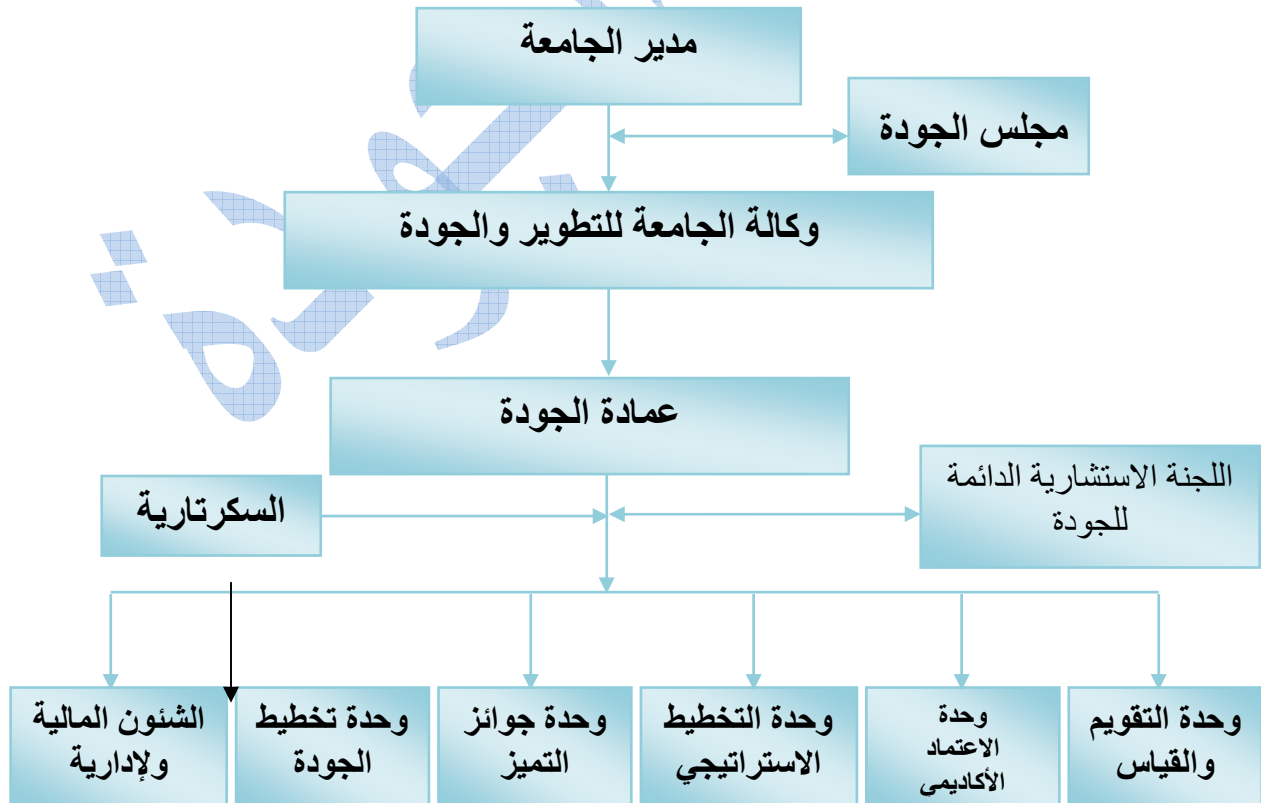 مدير الجامعة
مجلس الجودة
وكالة الجامعة للتطوير والجودة
عمادة الجودة
اللجنة الاستشارية الدائمة
للجودة
السكرتارية
وحدة التقويم
والقياس
وحدة
الاعتماد
الأكاديمي
وحدة التخطيط
الاستراتيجي
وحدة جوائز
التميز
وحدة تخطيط
الجودة
الشئون المالية
ولإدارية